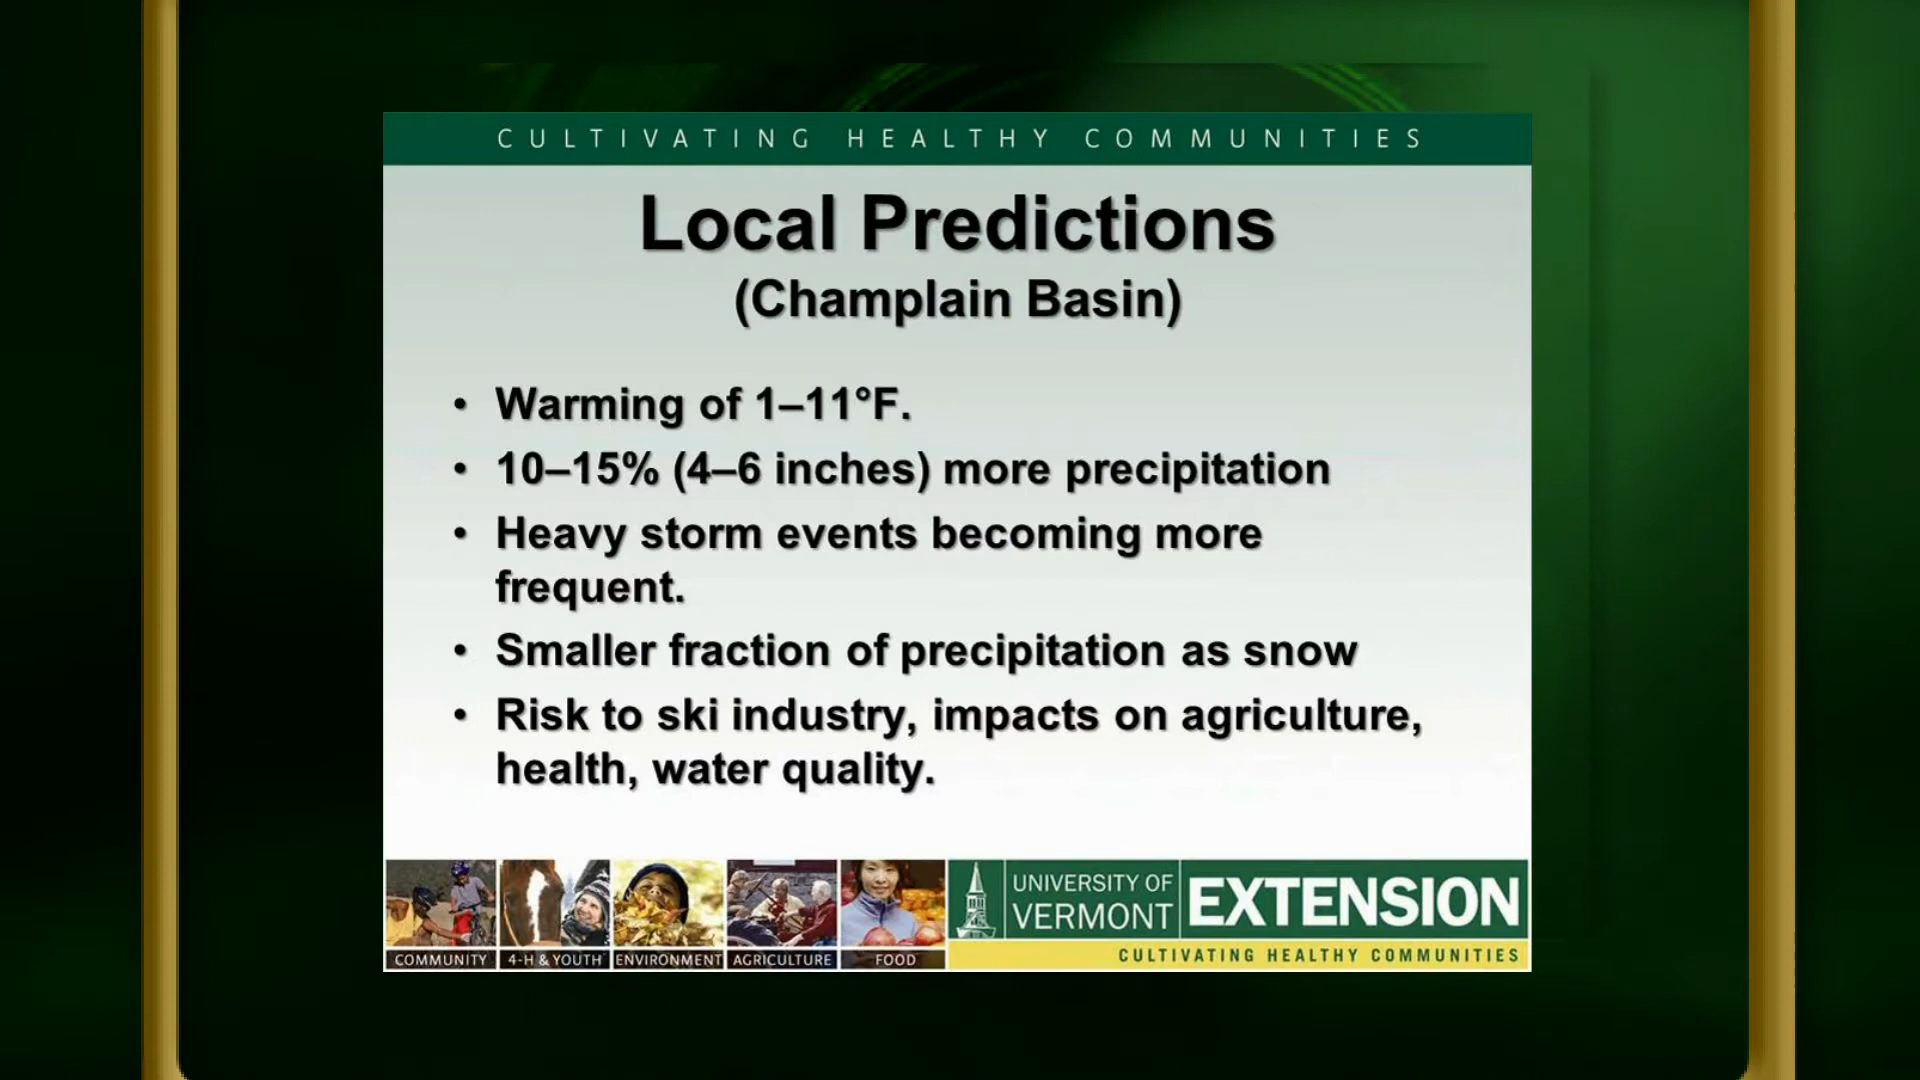 CULTIVATING HEALTHY COMMUNITIES
Local Predictions
(Champlain Basin)
• Warming of 1–11°F.
• 10–15% (4–6 inches) more precipitation
• Heavy storm events becoming more
frequent.
• Smaller fraction of precipitation as snow
• Risk to ski industry, impacts on agriculture,
health, water quality.
COMMUNITY
4-H & YOUTH
ENVIRONMENT
AGRICULTURE
FOOD
UNIVERSITY OF
VERMONT
EXTENSION
CULTIVATING HEALTHY COMMUNITIES